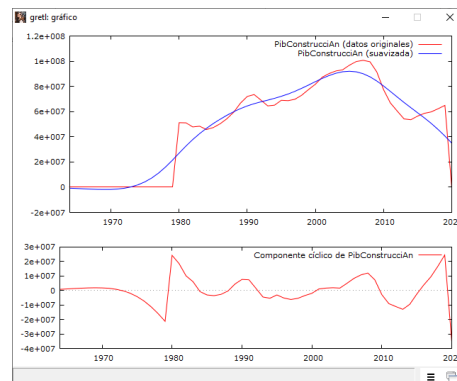 gretl: gráfico
PibConstrucciAn (datos originales)
PibConstrucciAn (suavizada)
1.2e+008
1e+008
8e+007
6e+007
4e+007
2e+007
0
-2e+007
1970 1980 1990 2000 2010 202
Componente cíclico de PibConstrucciAn
3e+007
2e+007
1e+007
0
-1e+007
-2e+007
-3e+007
-4e+007
1970 1980 1990 2000 2010 202